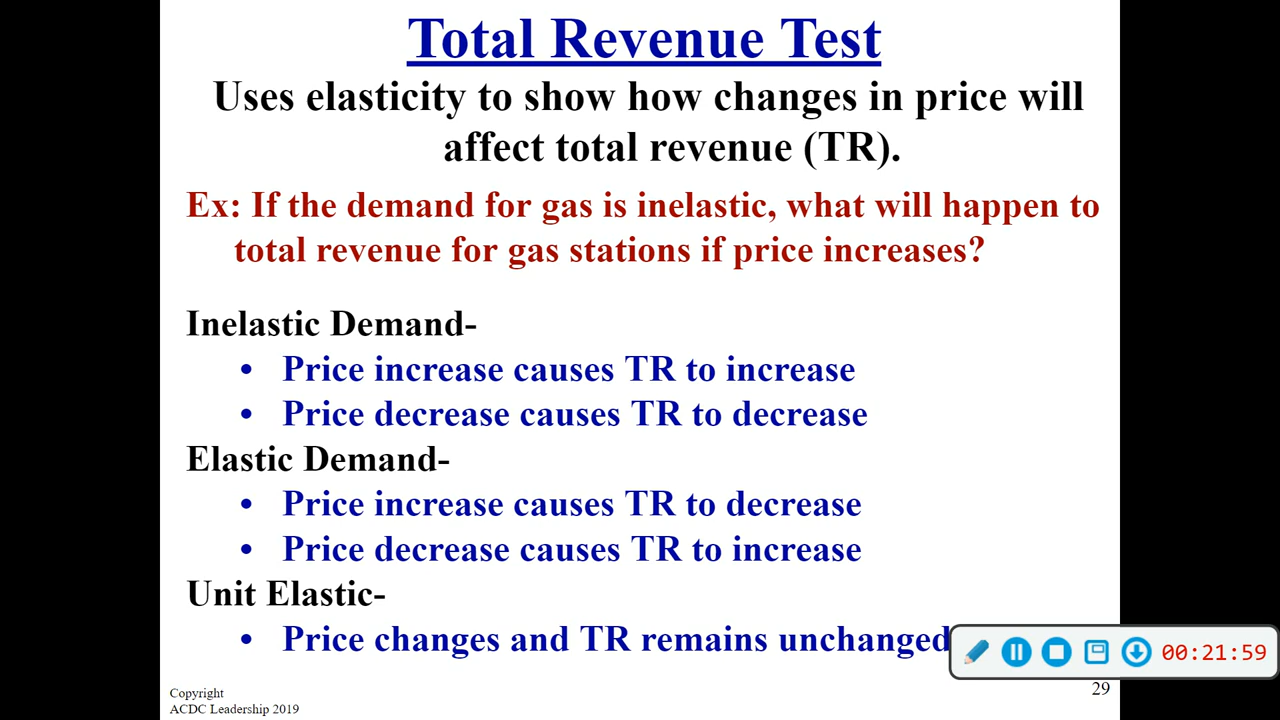 Total Revenue Test
Uses elasticity to show how changes in price will
affect total revenue (TR).
Ex: If the demand for gas is inelastic, what will happen to
total revenue for gas stations if price increases?
Inelastic Demand-
• Price increase causes TR to increase
• Price decrease causes TR to decrease
Elastic Demand-
• Price increase causes TR to decrease
• Price decrease causes TR to increase
Unit Elastic-
• Price changes and TR remains unchanged
00:21:59
Copyright
ACDC Leadership 2019
29